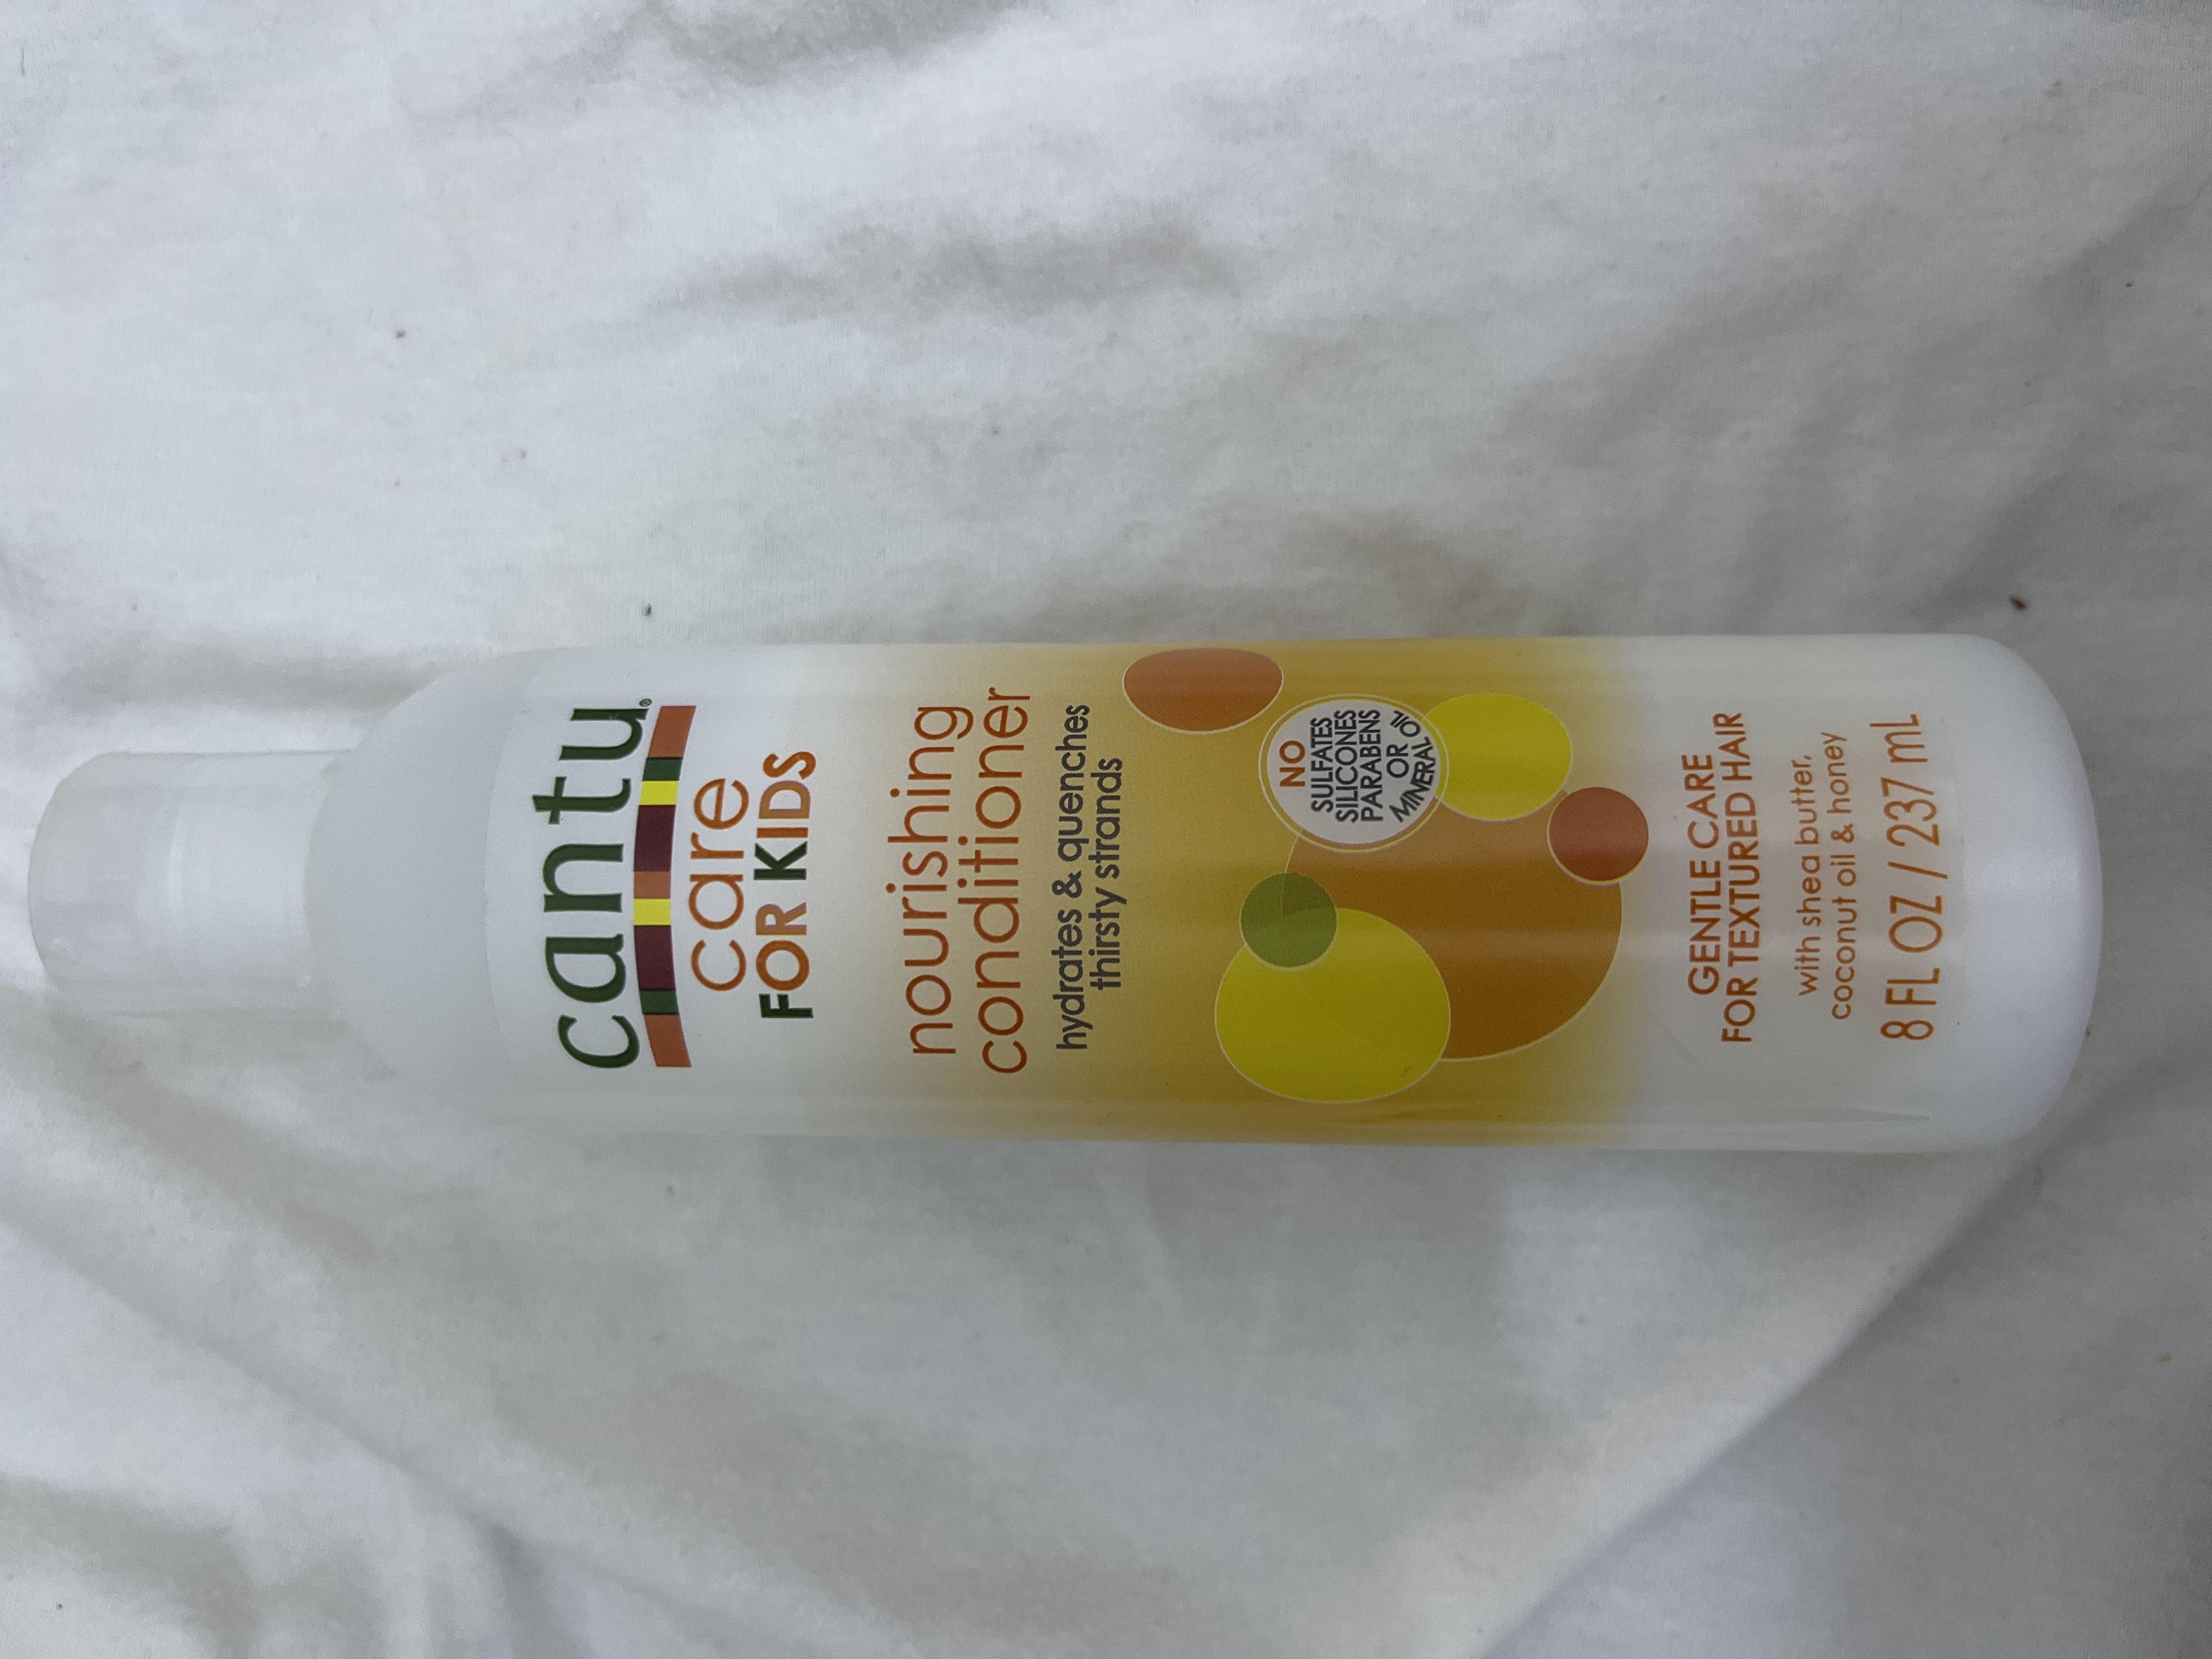 cantu®
care
FOR KIDS
nourishing
conditioner
hydrates & quenches
thirsty strands
NO
SULFATES
SILICONES
PARABENS
OR
MINERAL OIL
GENTLE CARE
FOR TEXTURED HAIR
with shea butter,
coconut oil & honey
8 FL OZ / 237 mL